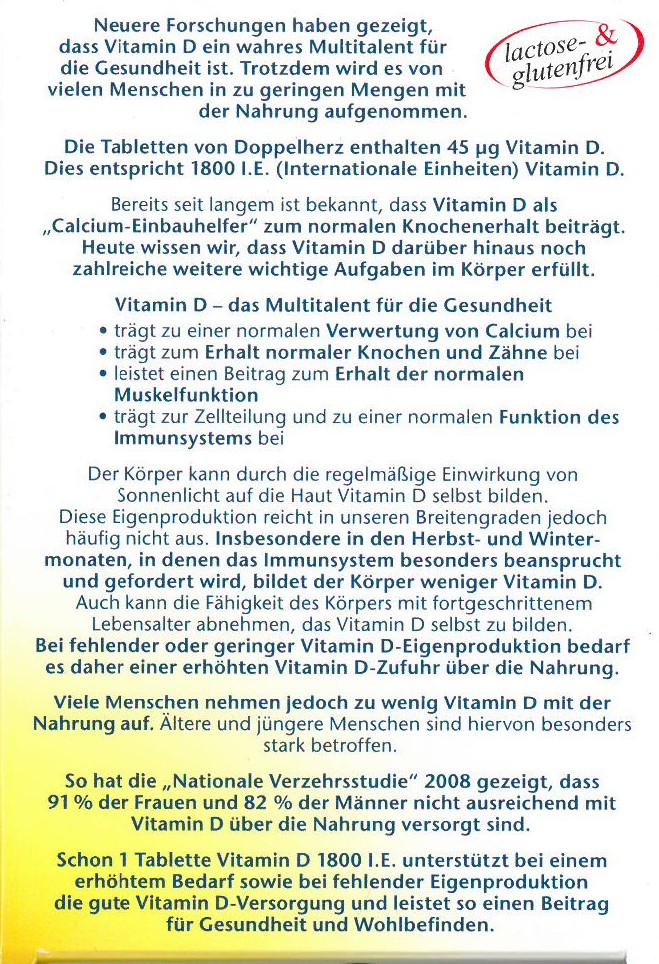 Neuere Forschungen haben gezeigt,
dass Vitamin D ein wahres Multitalent für
die Gesundheit ist. Trotzdem wird es von
vielen Menschen in zu geringen Mengen mit
der Nahrung aufgenommen.
lactose- &
glutenfrei
Die Tabletten von Doppelherz enthalten 45 µg Vitamin D.
Dies entspricht 1800 I.E. (Internationale Einheiten) Vitamin D.
Bereits seit langem ist bekannt, dass Vitamin D als
„Calcium-Einbauhelfer“ zum normalen Knochenerhalt beiträgt.
Heute wissen wir, dass Vitamin D darüber hinaus noch
zahlreiche weitere wichtige Aufgaben im Körper erfüllt.
Vitamin D – das Multitalent für die Gesundheit
• trägt zu einer normalen Verwertung von Calcium bei
• trägt zum Erhalt normaler Knochen und Zähne bei
• leistet einen Beitrag zum Erhalt der normalen
Muskelfunktion
• trägt zur Zellteilung und zu einer normalen Funktion des
Immunsystems bei
Der Körper kann durch die regelmäßige Einwirkung von
Sonnenlicht auf die Haut Vitamin D selbst bilden.
Diese Eigenproduktion reicht in unseren Breitengraden jedoch
häufig nicht aus. Insbesondere in den Herbst- und Winter-
monaten, in denen das Immunsystem besonders beansprucht
und gefordert wird, bildet der Körper weniger Vitamin D.
Auch kann die Fähigkeit des Körpers mit fortgeschrittenem
Lebensalter abnehmen, das Vitamin D selbst zu bilden.
Bei fehlender oder geringer Vitamin D-Eigenproduktion bedarf
es daher einer erhöhten Vitamin D-Zufuhr über die Nahrung.
Viele Menschen nehmen jedoch zu wenig Vitamin D mit der
Nahrung auf. Ältere und jüngere Menschen sind hiervon besonders
stark betroffen.
So hat die „Nationale Verzehrsstudie“ 2008 gezeigt, dass
91 % der Frauen und 82 % der Männer nicht ausreichend mit
Vitamin D über die Nahrung versorgt sind.
Schon 1 Tablette Vitamin D 1800 I.E. unterstützt bei einem
erhöhtem Bedarf sowie bei fehlender Eigenproduktion
die gute Vitamin D-Versorgung und leistet so einen Beitrag
für Gesundheit und Wohlbefinden.